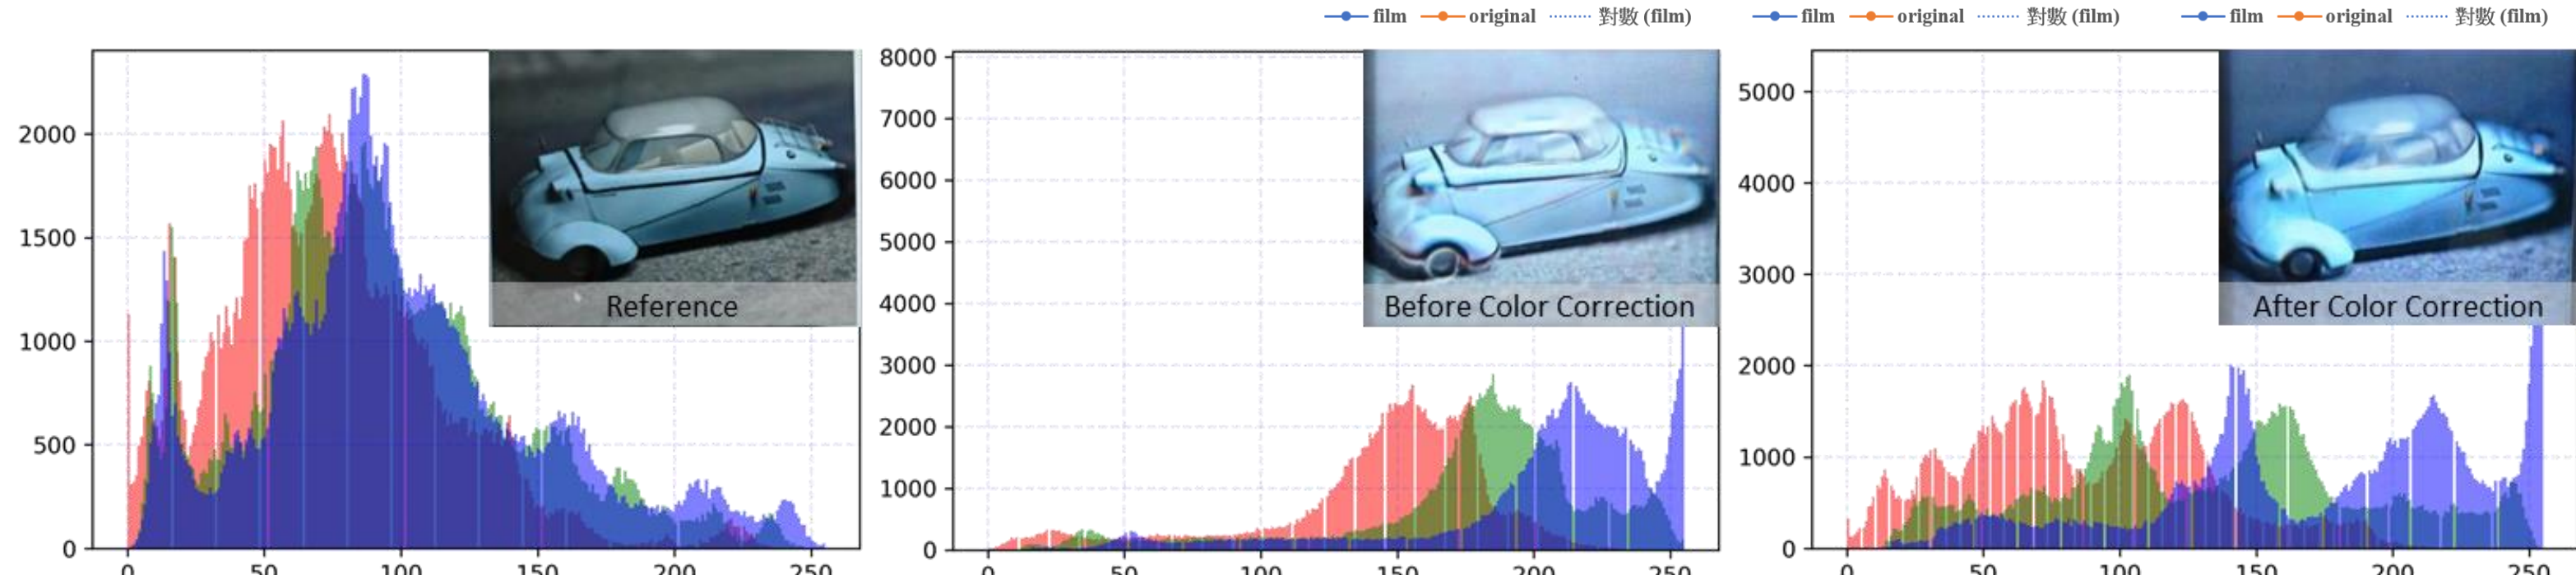 film original 對數 (film) film original 對數 (film) film original 對數 (film)
2000
1500
1000
500
0
0 50 100 150 200 250
Reference
8000
7000
6000
5000
4000
3000
2000
1000
0
0 50 100 150 200 250
Before Color Correction
5000
4000
3000
2000
1000
0
0 50 100 150 200 250
After Color Correction